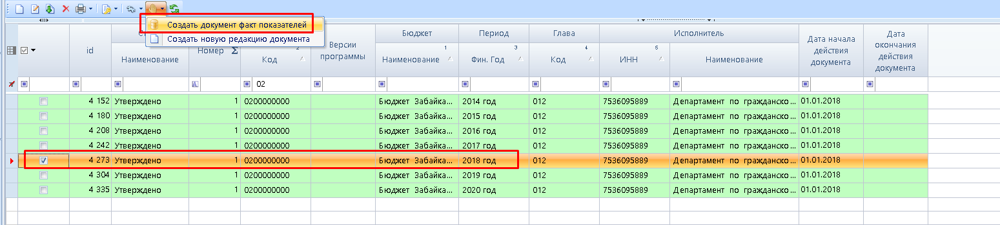 Создать документ факт показателей
Создать новую редакцию документа
id
С
Наименование
Номер Σ
2
Код
Версии
программы
Бюджет
1
Наименование
Период
3
Фин. Год
Глава
4
Код
Исполнитель
5
ИНН
Наименование
Дата начала
действия
документа
Дата
окончания
действия
документа
A
02
4 152 Утверждено 1 0200000000 Бюджет Забайка... 2014 год 012 7536095889 Департамент по гражданско... 01.01.2018
4 180 Утверждено 1 0200000000 Бюджет Забайка... 2015 год 012 7536095889 Департамент по гражданско... 01.01.2018
4 208 Утверждено 1 0200000000 Бюджет Забайка... 2016 год 012 7536095889 Департамент по гражданско... 01.01.2018
4 242 Утверждено 1 0200000000 Бюджет Забайка... 2017 год 012 7536095889 Департамент по гражданско... 01.01.2018
4 273 Утверждено 1 0200000000 Бюджет Забайка... 2018 год 012 7536095889 Департамент по гражданско... 01.01.2018
4 304 Утверждено 1 0200000000 Бюджет Забайка... 2019 год 012 7536095889 Департамент по гражданско... 01.01.2018
4 335 Утверждено 1 0200000000 Бюджет Забайка... 2020 год 012 7536095889 Департамент по гражданско... 01.01.2018